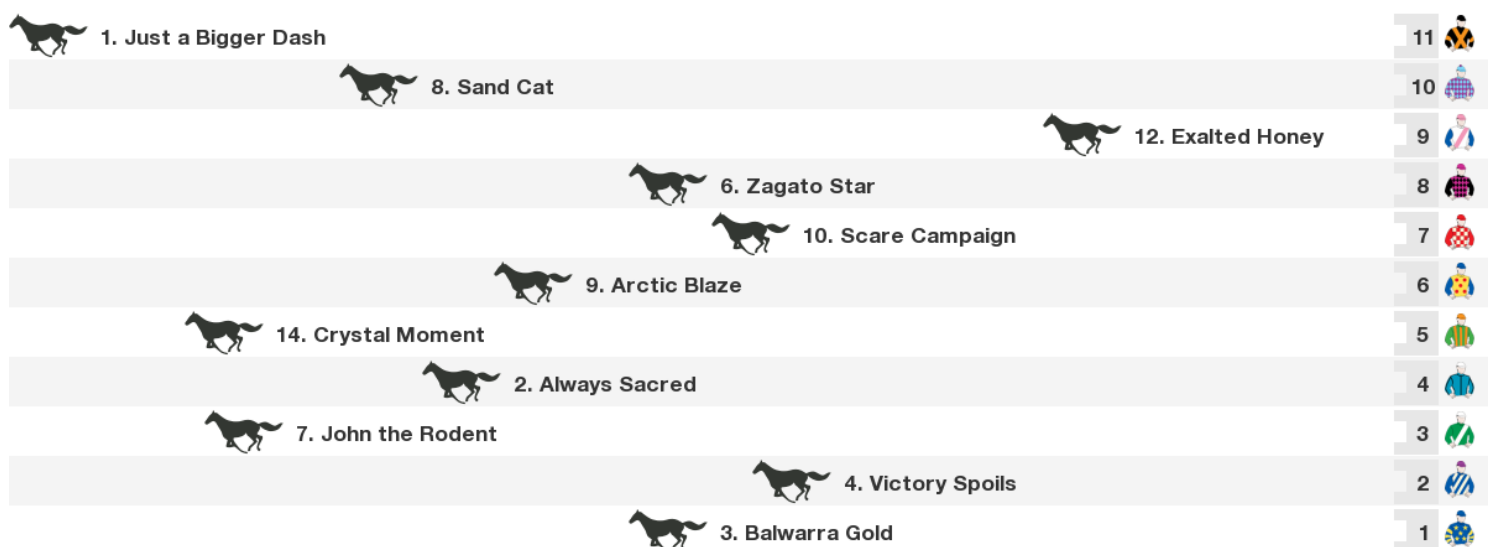 1. Just a Bigger Dash 11
8. Sand Cat 10
12. Exalted Honey 9
6. Zagato Star 8
10. Scare Campaign 7
9. Arctic Blaze 6
14. Crystal Moment 5
2. Always Sacred 4
7. John the Rodent 3
4. Victory Spoils 2
3. Balwarra Gold 1